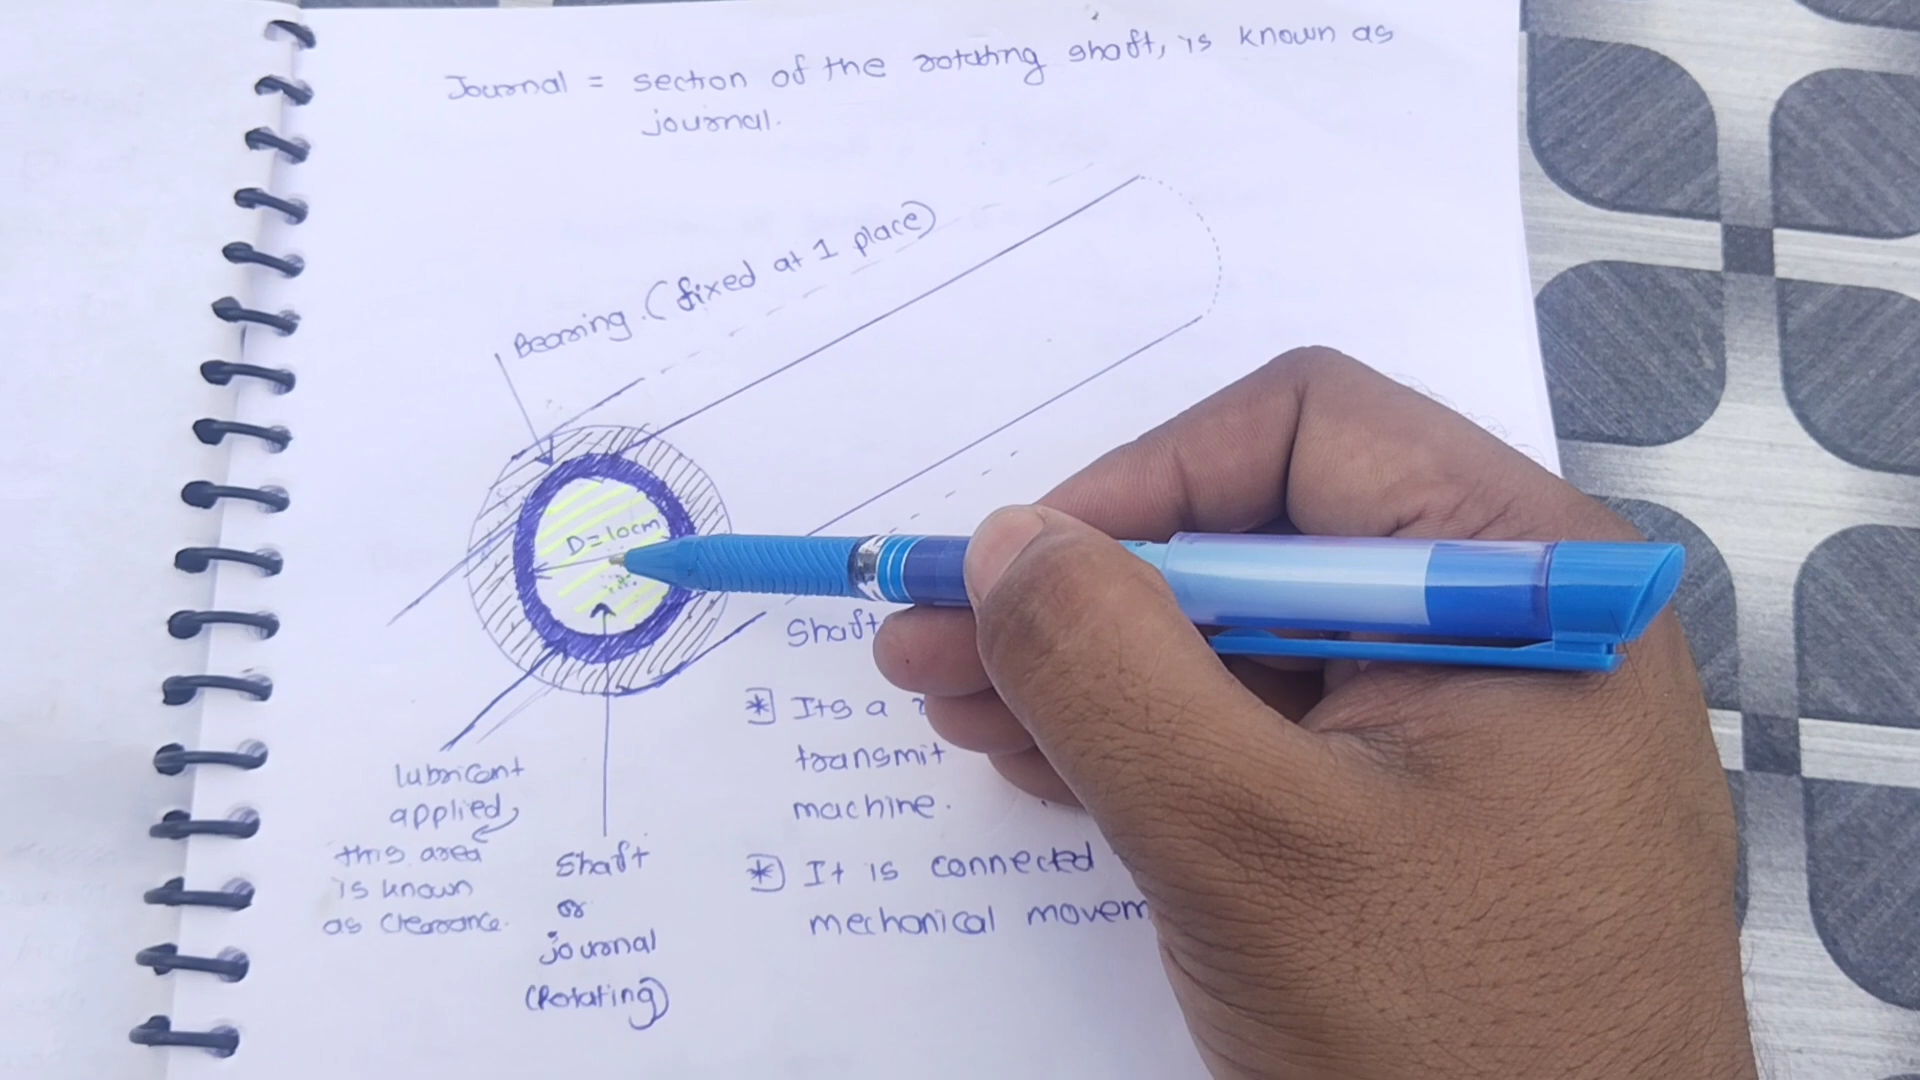 Journal = section of the rotating shaft, is known as
journal.
Bearing. (fixed at 1 place)
D=10cm
Shaft
* Its a
transmit
machine.
* It is connected
mechanical movem
lubricant
applied
this area
is known
as clearance.
Shaft
or
journal
(Rotating)